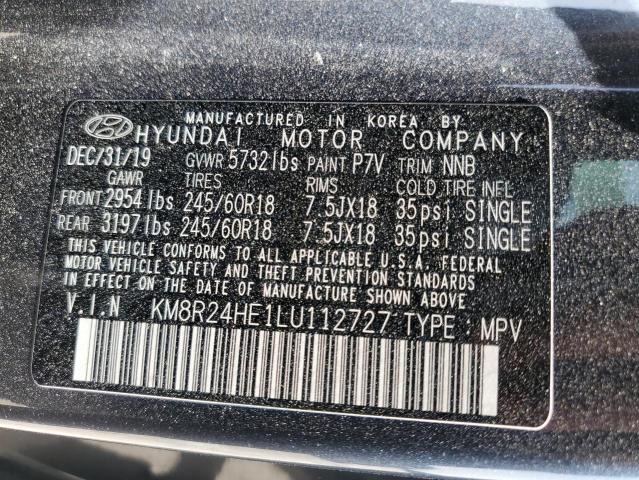 MANUFACTURED IN KOREA BY
HYUNDAI MOTOR COMPANY
DEC/31/19 GVWR 5732lbs PAINT P7V TRIM NNB
GAWR TIRES RIMS COLD TIRE INFL
FRONT 2954lbs 245/60R18 7.5JX18 35psi SINGLE
REAR 3197lbs 245/60R18 7.5JX18 35psi SINGLE
THIS VEHICLE CONFORMS TO ALL APPLICABLE U.S.A. FEDERAL
MOTOR VEHICLE SAFETY AND THEFT PREVENTION STANDARDS
IN EFFECT ON THE DATE OF MANUFACTURE SHOWN ABOVE.
V.I.N KM8R24HE1LU112727 TYPE : MPV